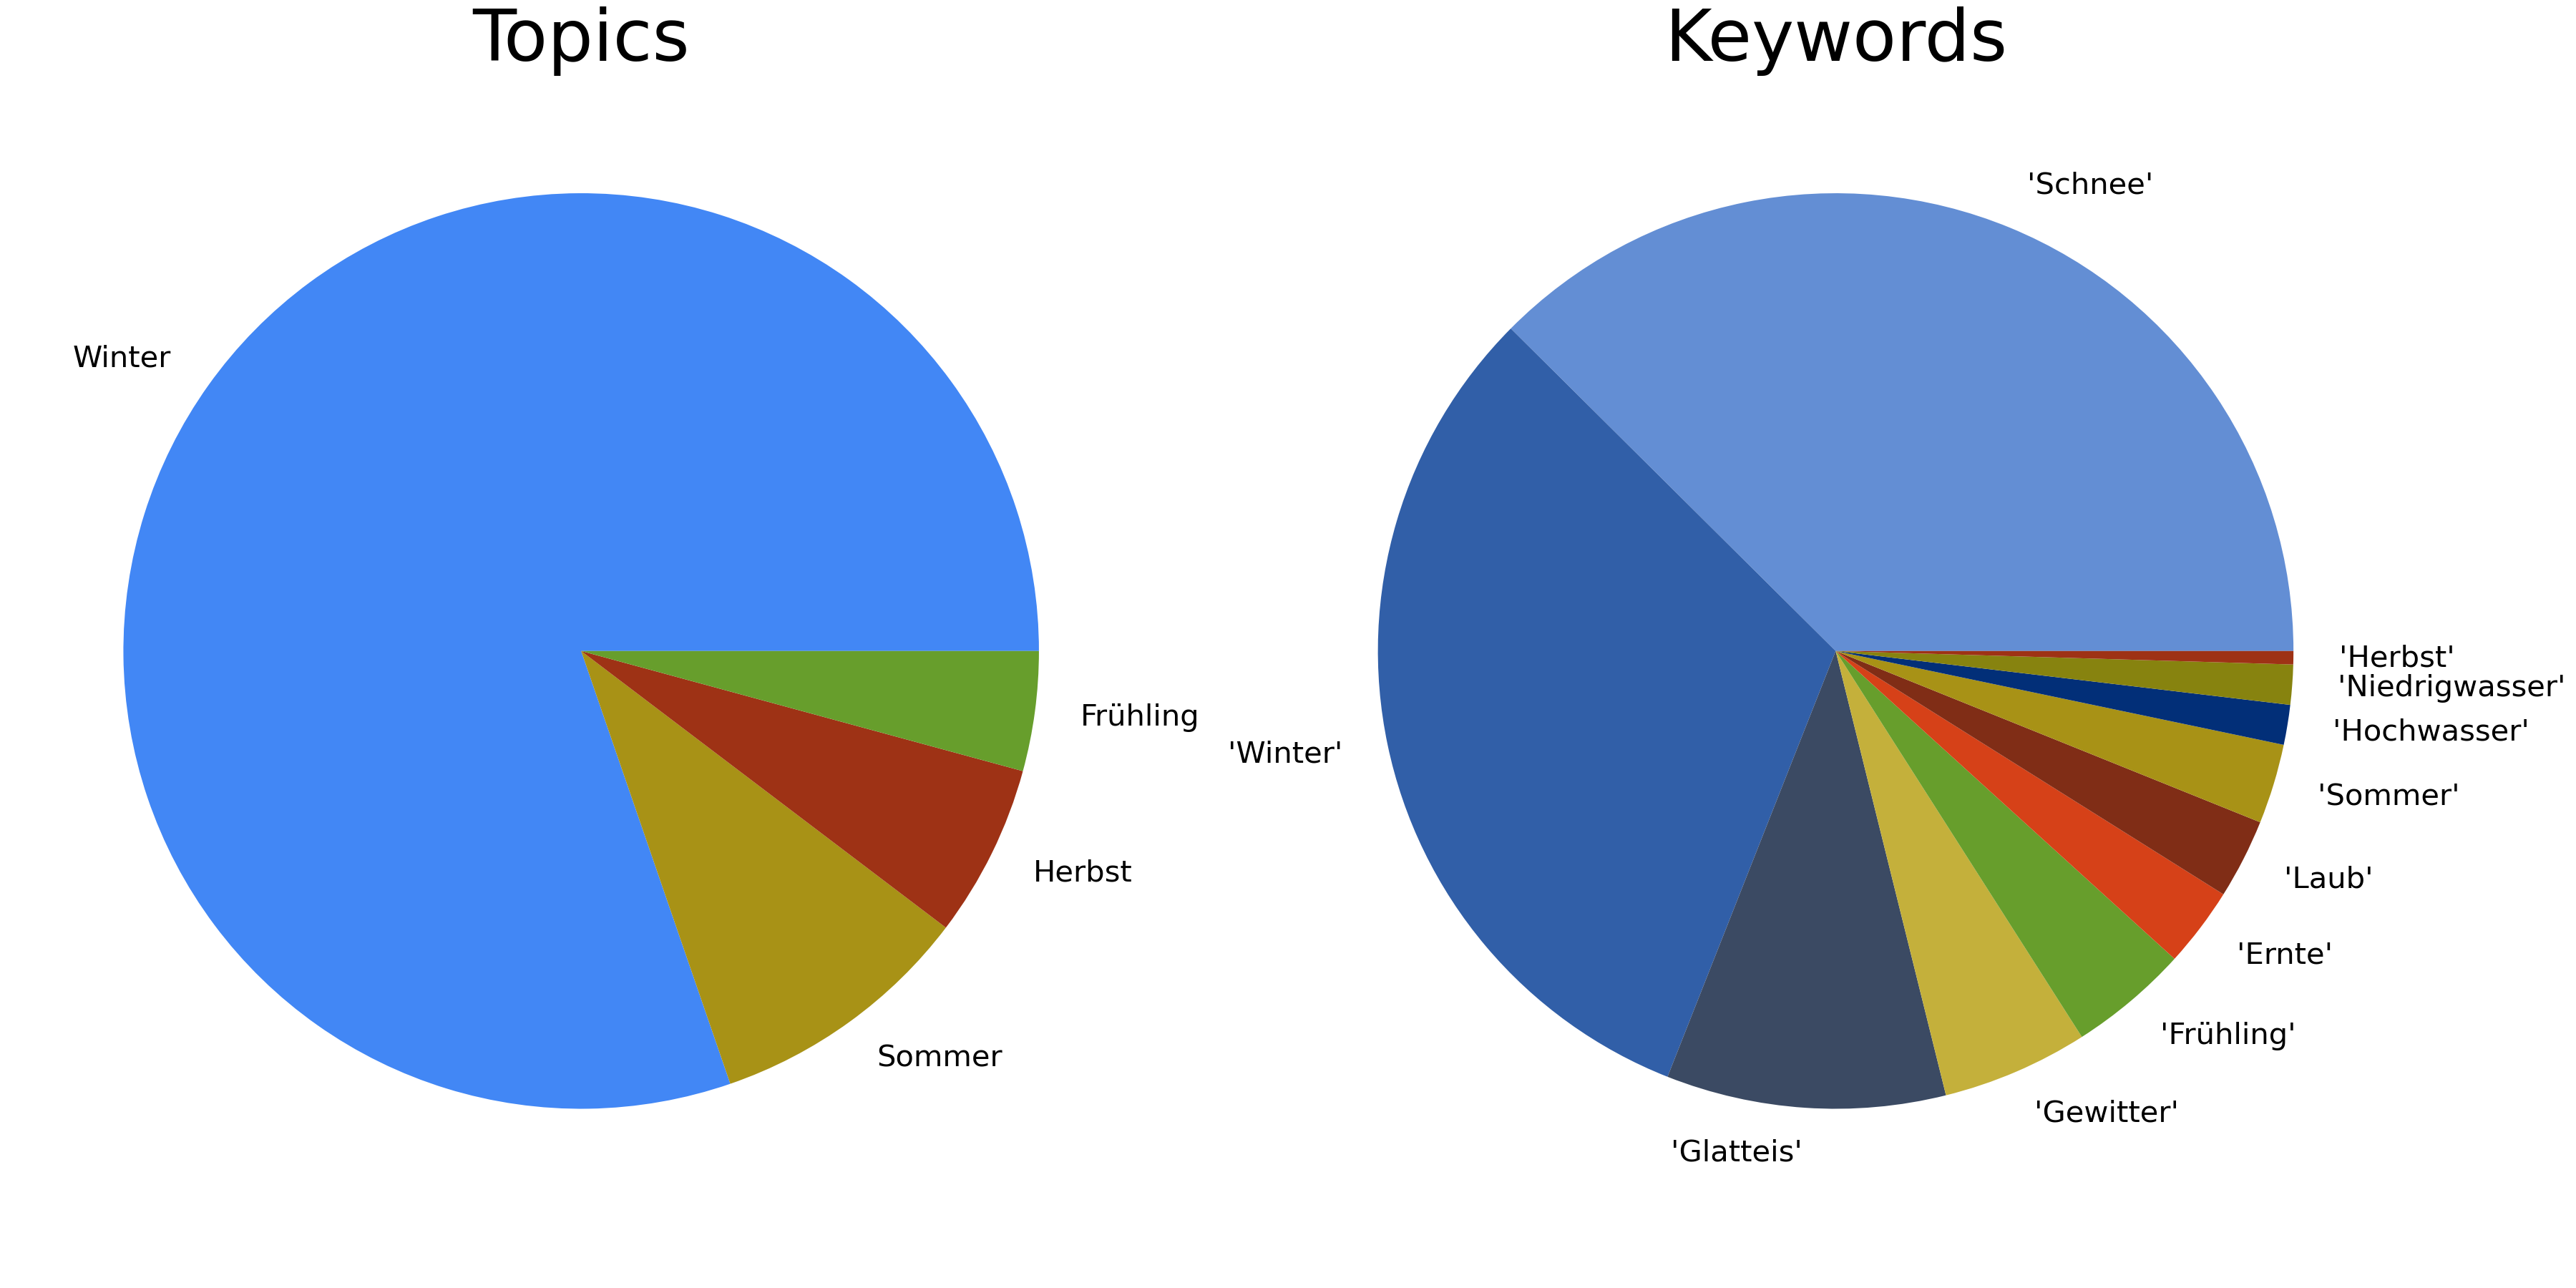 Topics
Winter
Frühling
Herbst
Sommer
Keywords
'Schnee'
'Winter'
'Herbst'
'Niedrigwasser'
'Hochwasser'
'Sommer'
'Laub'
'Ernte'
'Frühling'
'Gewitter'
'Glatteis'